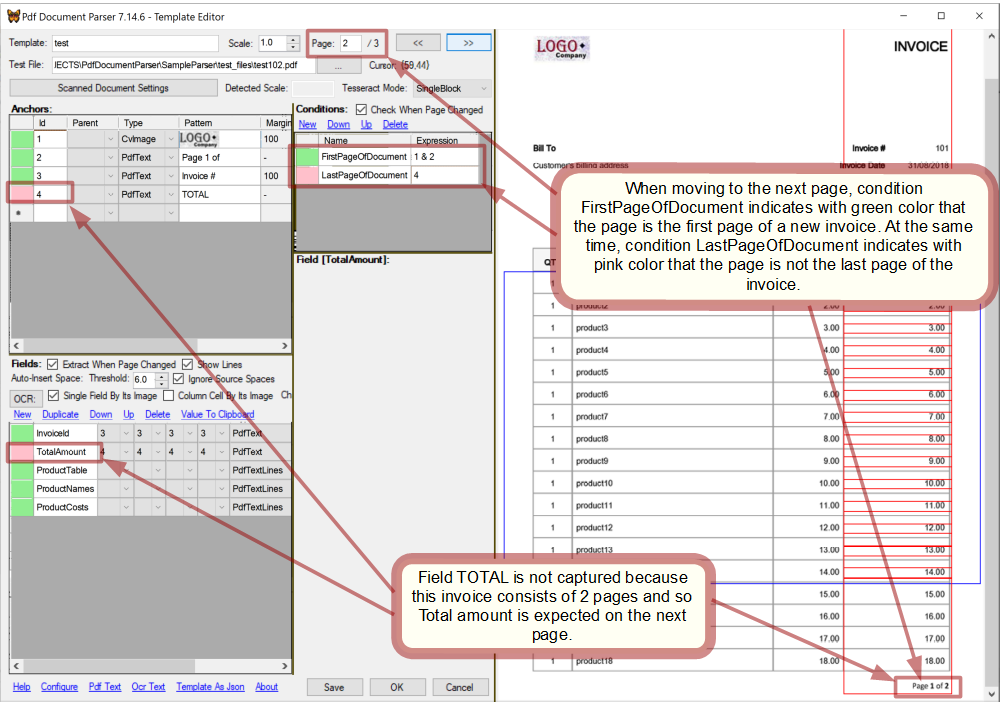 Pdf Document Parser 7.14.6 - Template Editor
Template: test Scale: 1.0 Page: 2 / 3 << >>
Test File: JECTS\PdfDocumentParser\SampleParser\test_files\test102.pdf ... Cursor: (59,44)
Scanned Document Settings Detected Scale: Tesseract Mode: SingleBlock
Anchors:
Id Parent Type Pattern Margin
1 CvImage LOGO Company 100
2 PdfText Page 1 of -
3 PdfText Invoice # 100
4 PdfText TOTAL -
*
Conditions: Check When Page Changed
New Down Up Delete
Name Expression
FirstPageOfDocument 1 & 2
LastPageOfDocument 4
Field [TotalAmount]:
Fields: Extract When Page Changed Show Lines
Auto-Insert Space: Threshold: 6.0 Ignore Source Spaces
OCR: Single Field By Its Image Column Cell By Its Image Ch
New Duplicate Down Up Delete Value To Clipboard
InvoiceId 3 3 3 3 PdfText
TotalAmount 4 4 4 4 PdfText
ProductTable PdfTextLines
ProductNames PdfTextLines
ProductCosts PdfTextLines
Help Configure Pdf Text Ocr Text Template As Json About
Save OK Cancel
LOGO Company
INVOICE
Bill To Invoice # 101
Customer's billing address Invoice Date 31/08/2018
When moving to the next page, condition
FirstPageOfDocument indicates with green color that
the page is the first page of a new invoice. At the same
time, condition LastPageOfDocument indicates with
pink color that the page is not the last page of the
invoice.
QT
1
1 product2 2.00 2.00
1 product3 3.00 3.00
1 product4 4.00 4.00
1 product5 5.00 5.00
1 product6 6.00 6.00
1 product7 7.00 7.00
1 product8 8.00 8.00
1 product9 9.00 9.00
1 product10 10.00 10.00
1 product11 11.00 11.00
1 product12 12.00 12.00
1 product13 13.00 13.00
14.00 14.00
15.00 15.00
16.00 16.00
17.00 17.00
1 product18 18.00 18.00
Page 1 of 2
Field TOTAL is not captured because
this invoice consists of 2 pages and so
Total amount is expected on the next
page.